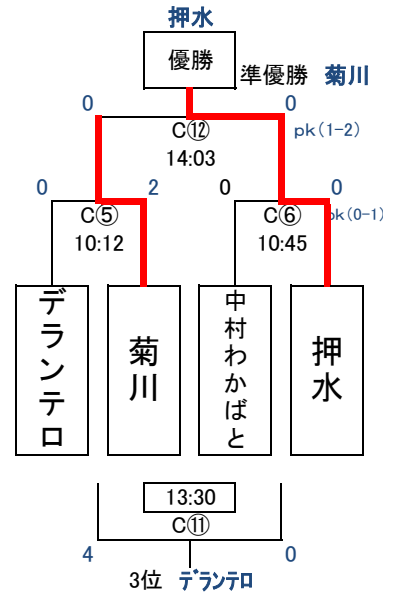 押水
優勝
準優勝 菊川
0 0
C⑫ pk(1-2)
14:03
0 2 0 0
C⑤ C⑥ pk(0-1)
10:12 10:45
デランテロ
菊川
中村わかばと
押水
13:30
C⑪
4 0
3位 ﾃﾞﾗﾝﾃﾛ